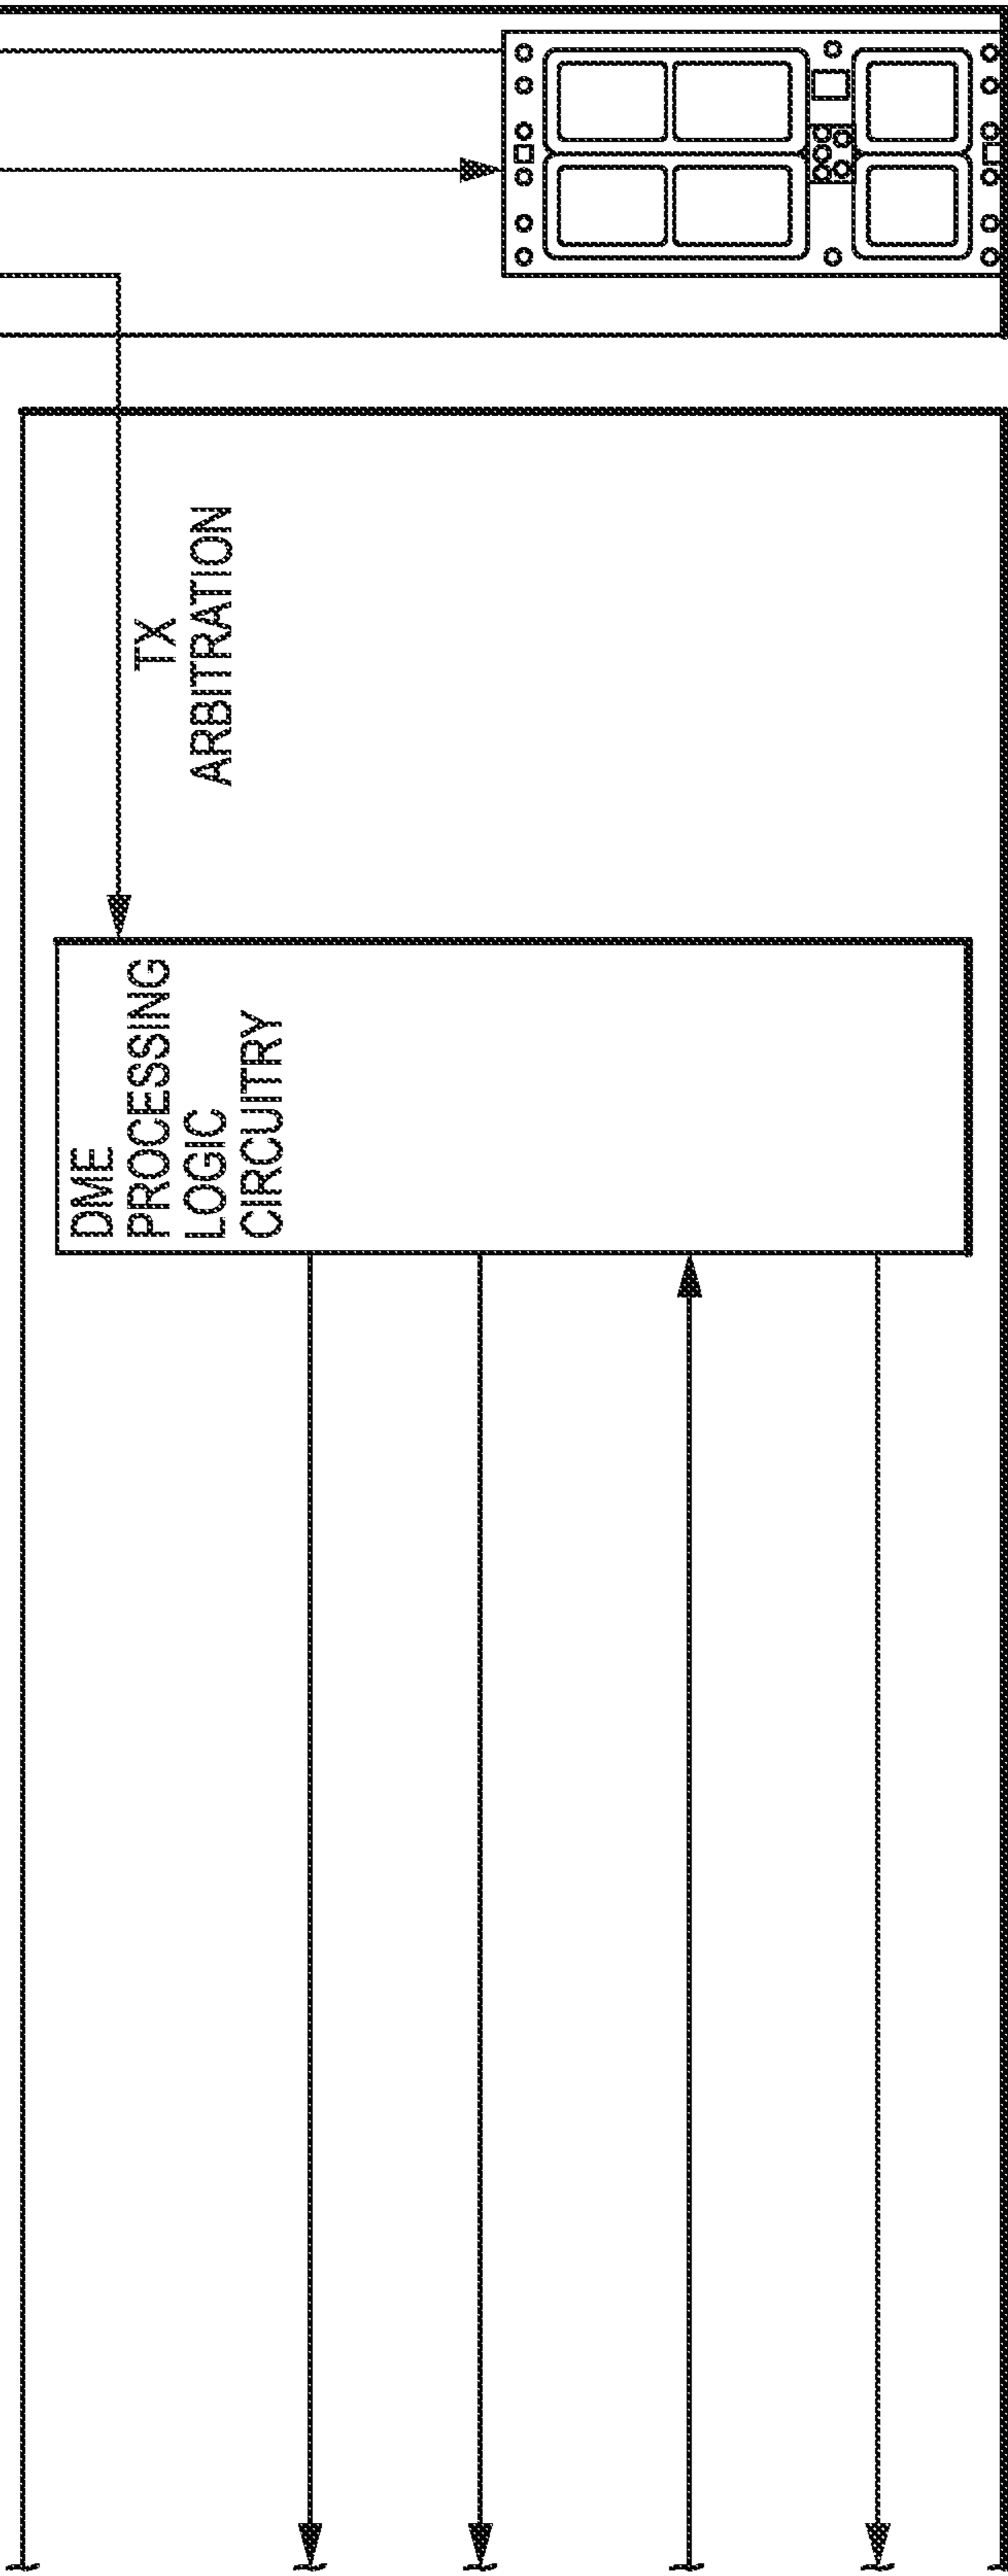 TX
ARBITRATION
DME
PROCESSING
LOGIC
CIRCUITRY